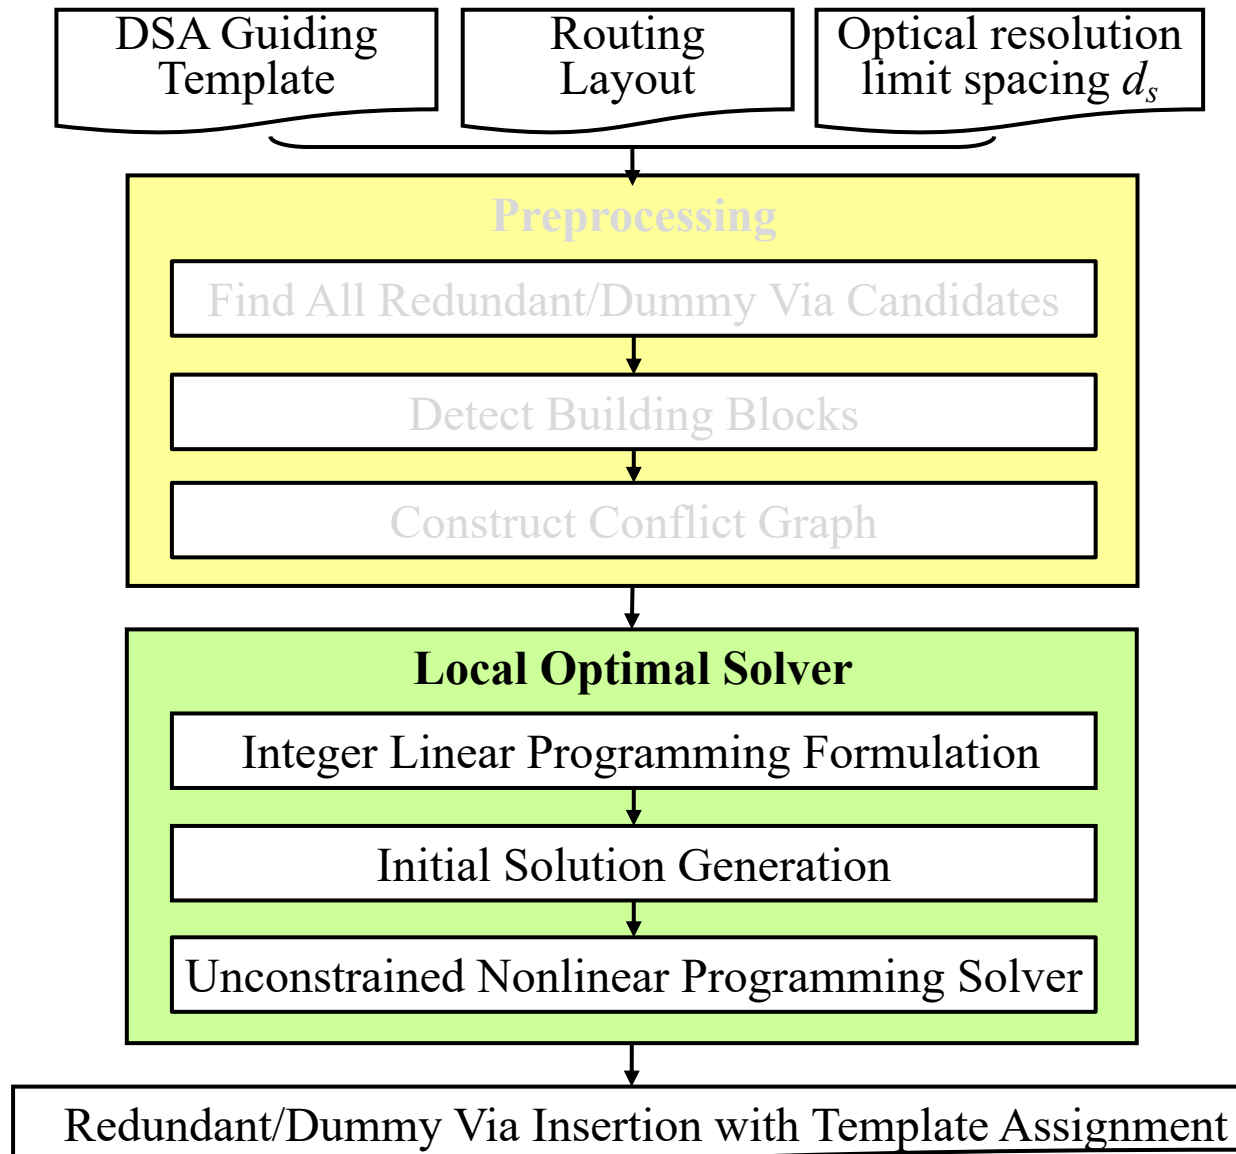 DSA Guiding
Template
Routing
Layout
Optical resolution
limit spacing dₛ
Preprocessing
Find All Redundant/Dummy Via Candidates
Detect Building Blocks
Construct Conflict Graph
Local Optimal Solver
Integer Linear Programming Formulation
Initial Solution Generation
Unconstrained Nonlinear Programming Solver
Redundant/Dummy Via Insertion with Template Assignment